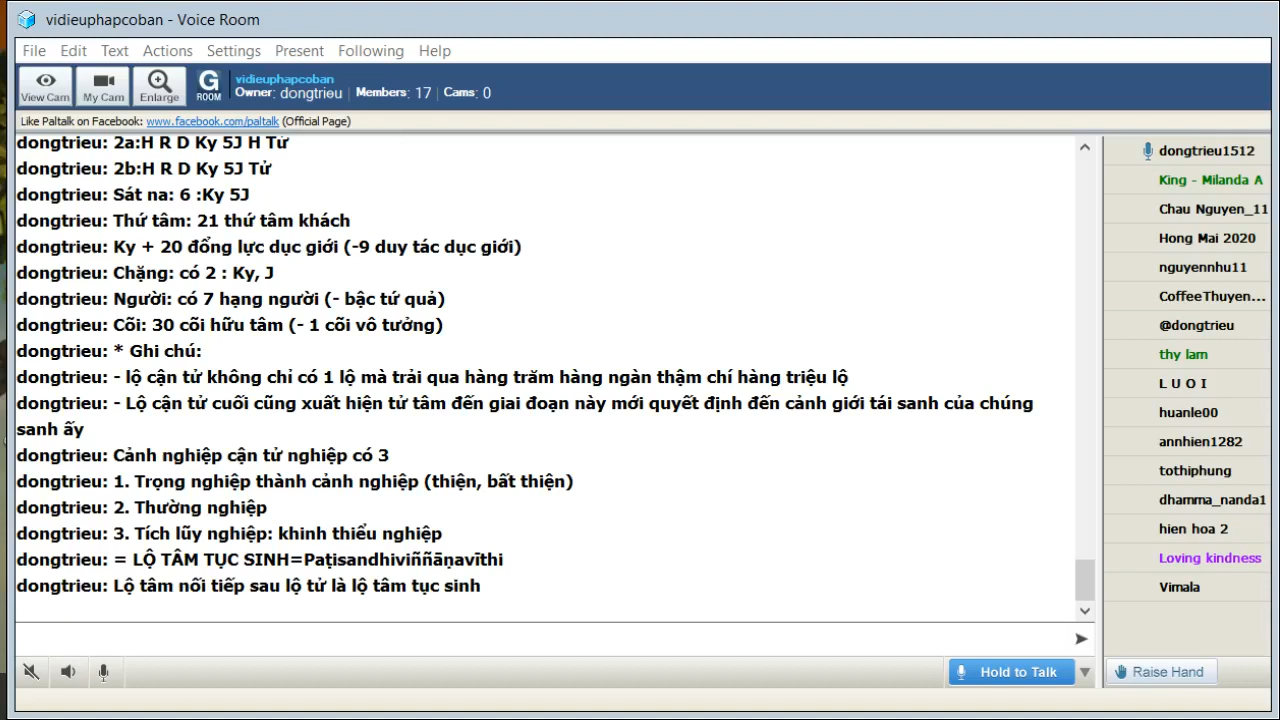 vidieuphapcoban - Voice Room
File Edit Text Actions Settings Present Following Help
View Cam My Cam Enlarge G ROOM
vidieuphapcoban
Owner: dongtrieu | Members: 17 | Cams: 0
Like Paltalk on Facebook: www.facebook.com/paltalk (Official Page)
dongtrieu: 2a:H R D Ky 5J H Tử
dongtrieu: 2b:H R D Ky 5J Tử
dongtrieu: Sát na: 6 :Ky 5J
dongtrieu: Thứ tâm: 21 thứ tâm khách
dongtrieu: Ky + 20 đổng lực dục giới (-9 duy tác dục giới)
dongtrieu: Chặng: có 2 : Ky, J
dongtrieu: Người: có 7 hạng người (- bậc tứ quả)
dongtrieu: Cõi: 30 cõi hữu tâm (- 1 cõi vô tưởng)
dongtrieu: * Ghi chú:
dongtrieu: - lộ cận tử không chỉ có 1 lộ mà trải qua hàng trăm hàng ngàn thậm chí hàng triệu lộ
dongtrieu: - Lộ cận tử cuối cũng xuất hiện tử tâm đến giai đoạn này mới quyết định đến cảnh giới tái sanh của chúng
sanh ấy
dongtrieu: Cảnh nghiệp cận tử nghiệp có 3
dongtrieu: 1. Trọng nghiệp thành cảnh nghiệp (thiện, bất thiện)
dongtrieu: 2. Thường nghiệp
dongtrieu: 3. Tích lũy nghiệp: khinh thiểu nghiệp
dongtrieu: = LỘ TÂM TỤC SINH=Paṭisandhiviññāṇavīthi
dongtrieu: Lộ tâm nối tiếp sau lộ tử là lộ tâm tục sinh
dongtrieu1512
King - Milanda A
Chau Nguyen_11
Hong Mai 2020
nguyennhu11
CoffeeThuyen...
@dongtrieu
thy lam
L U O I
huanle00
annhien1282
tothiphung
dhamma_nanda1
hien hoa 2
Loving kindness
Vimala
Hold to Talk
Raise Hand